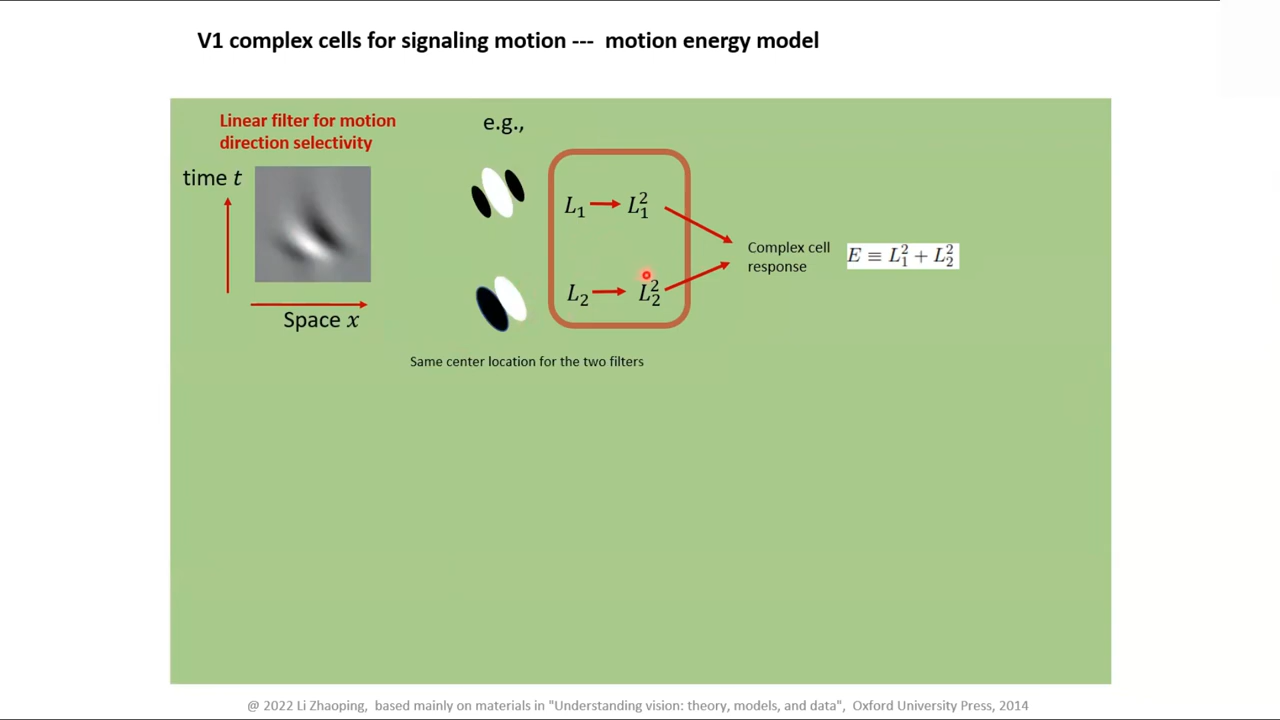 V1 complex cells for signaling motion --- motion energy model
Linear filter for motion
direction selectivity
e.g.,
time t
L₁ → L₁²
Complex cell
response
E ≡ L₁² + L₂²
L₂ → L₂²
Space x
Same center location for the two filters
@ 2022 Li Zhaoping, based mainly on materials in "Understanding vision: theory, models, and data", Oxford University Press, 2014